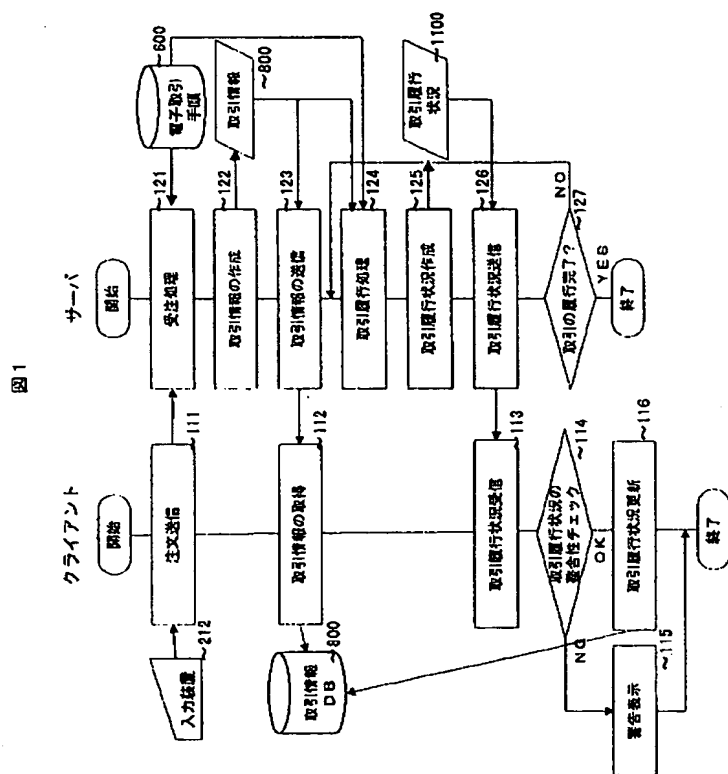 図1
クライアント
サーバ
開始
入力装置
212
注文送信
111
取引情報の取得
112
取引情報
DB
800
取引履行状況受信
113
取引履行状況の
整合性チェック
114
NG
OK
警告表示
115
取引履行状況更新
116
終了
開始
受注処理
121
電子取引
手順
600
取引情報の作成
122
取引情報
800
取引情報の送信
123
取引履行処理
124
取引履行状況作成
125
取引履行
状況
1100
取引履行状況送信
126
取引の履行完了?
127
NO
YES
終了